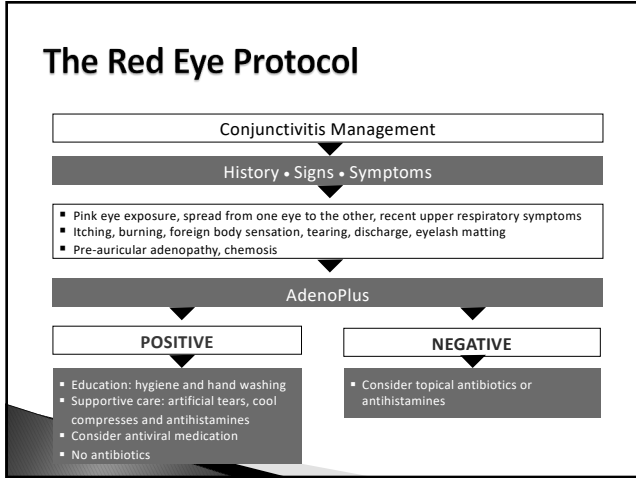 The Red Eye Protocol
Conjunctivitis Management
History • Signs • Symptoms
▪ Pink eye exposure, spread from one eye to the other, recent upper respiratory symptoms
▪ Itching, burning, foreign body sensation, tearing, discharge, eyelash matting
▪ Pre-auricular adenopathy, chemosis
AdenoPlus
POSITIVE
▪ Education: hygiene and hand washing
▪ Supportive care: artificial tears, cool
compresses and antihistamines
▪ Consider antiviral medication
▪ No antibiotics
NEGATIVE
▪ Consider topical antibiotics or
antihistamines